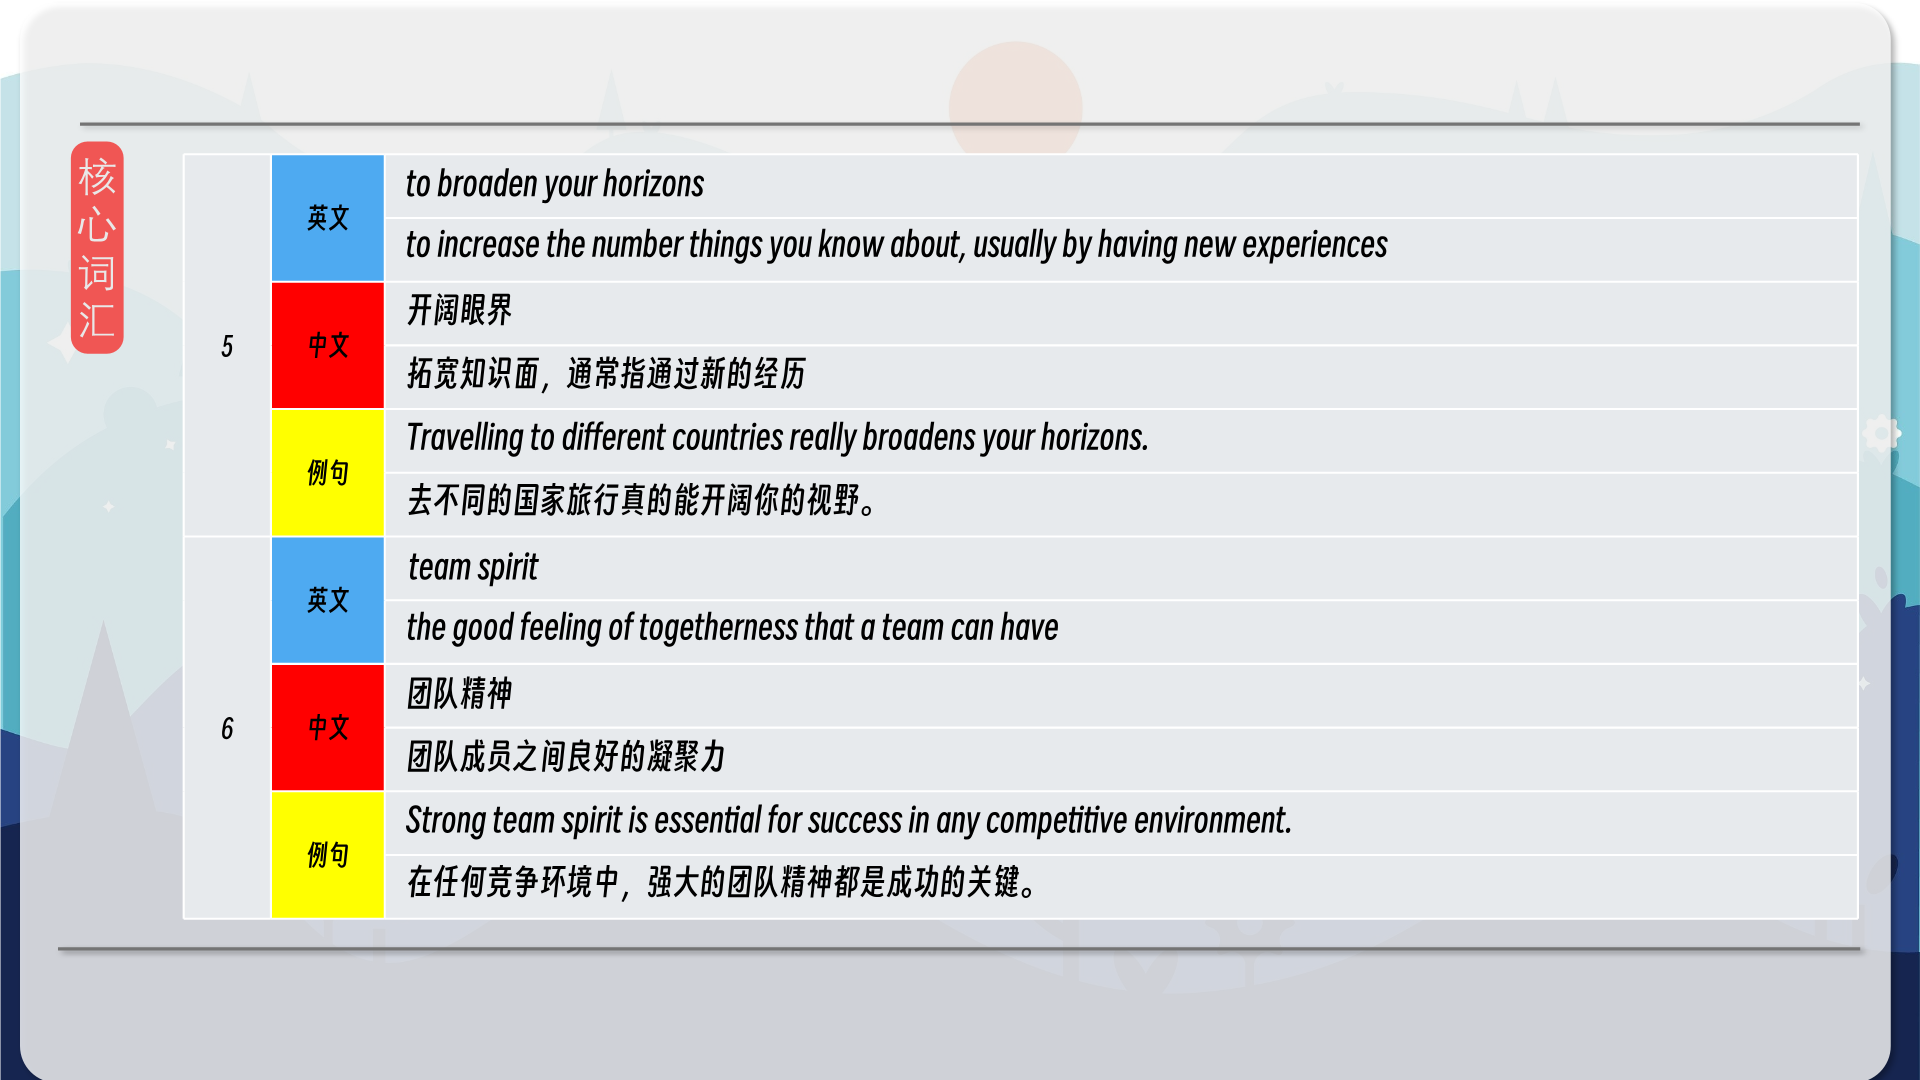 核心词汇
5
英文
to broaden your horizons
to increase the number things you know about, usually by having new experiences
中文
开阔眼界
拓宽知识面，通常指通过新的经历
例句
Travelling to different countries really broadens your horizons.
去不同的国家旅行真的能开阔你的视野。
6
英文
team spirit
the good feeling of togetherness that a team can have
中文
团队精神
团队成员之间良好的凝聚力
例句
Strong team spirit is essential for success in any competitive environment.
在任何竞争环境中，强大的团队精神都是成功的关键。